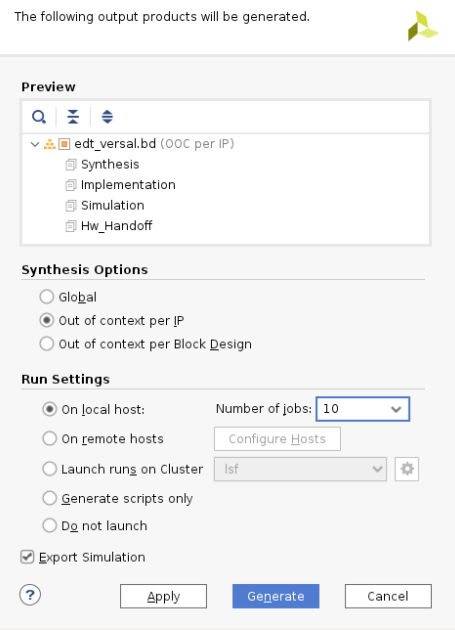 The following output products will be generated.
Preview
edt_versal.bd (OOC per IP)
Synthesis
Implementation
Simulation
Hw_Handoff
Synthesis Options
Global
Out of context per IP
Out of context per Block Design
Run Settings
On local host: Number of jobs: 10
On remote hosts Configure Hosts
Launch runs on Cluster lsf
Generate scripts only
Do not launch
Export Simulation
? Apply Generate Cancel